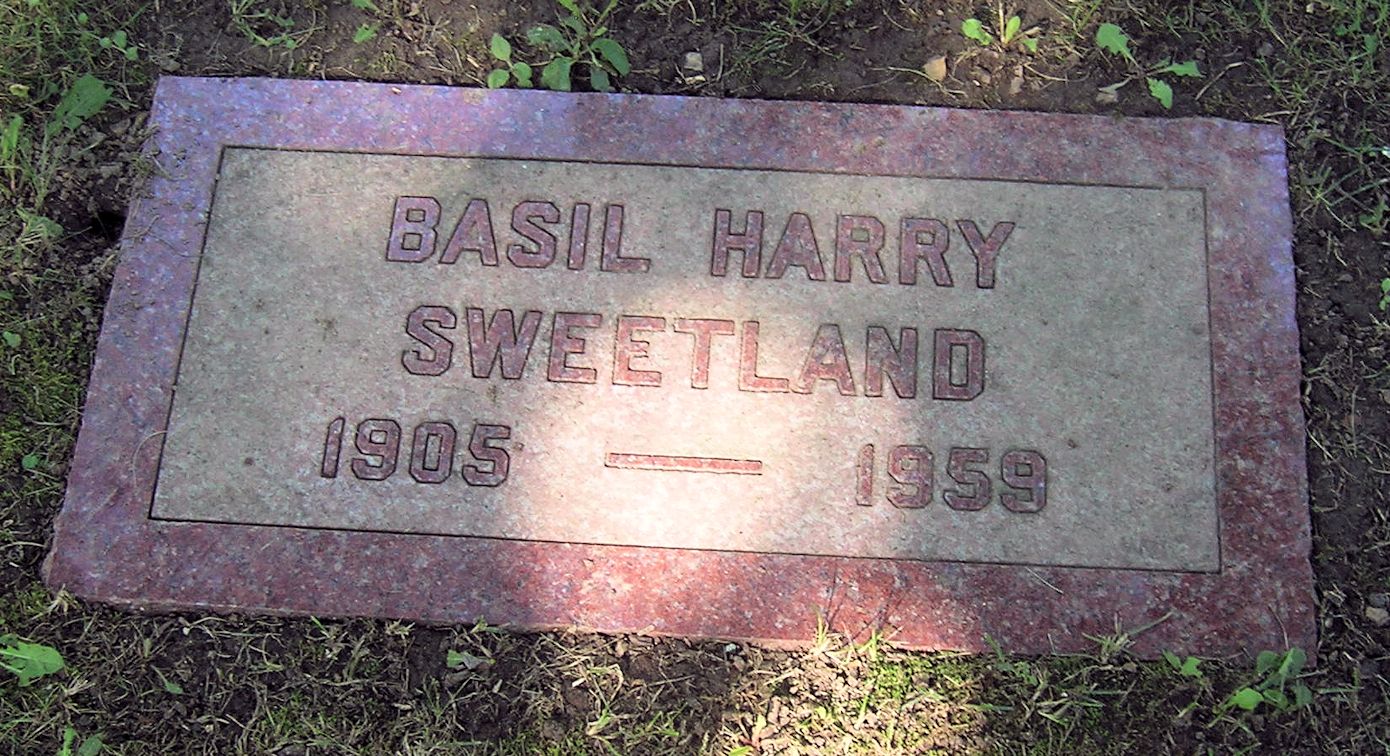 BASIL HARRY
SWEETLAND
1905 — 1959